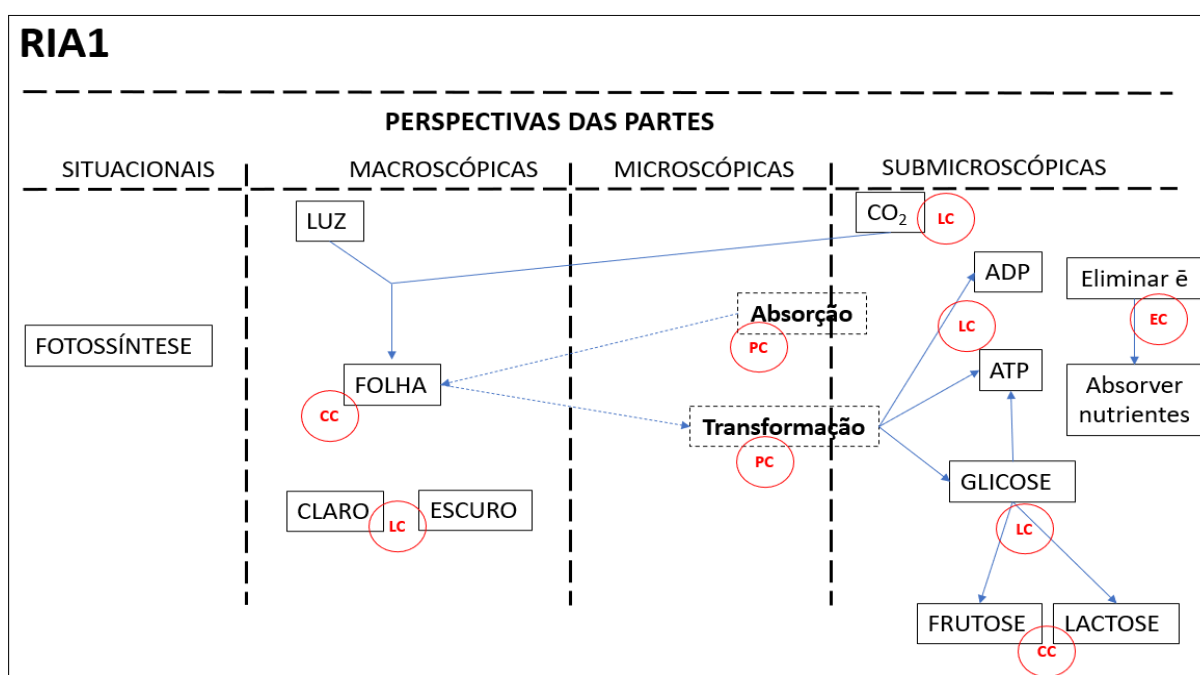 RIA1
PERSPECTIVAS DAS PARTES
SITUACIONAIS
MACROSCÓPICAS
MICROSCÓPICAS
SUBMICROSCÓPICAS
LUZ
CO₂
LC
ADP
Eliminar ē
Absorção
PC
LC
EC
FOTOSSÍNTESE
FOLHA
CC
ATP
Absorver
nutrientes
Transformação
PC
GLICOSE
LC
CLARO
LC
ESCURO
FRUTOSE
LACTOSE
CC